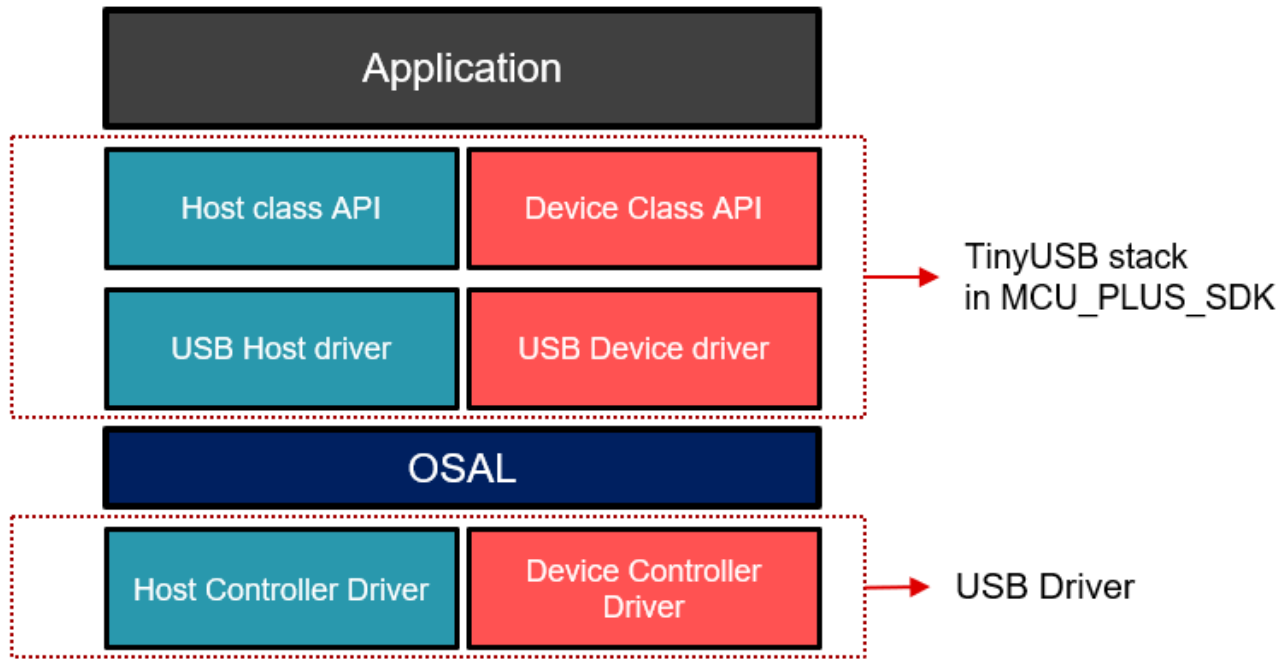 Application
Host class API
Device Class API
TinyUSB stack
in MCU_PLUS_SDK
USB Host driver
USB Device driver
OSAL
Host Controller Driver
Device Controller
Driver
USB Driver